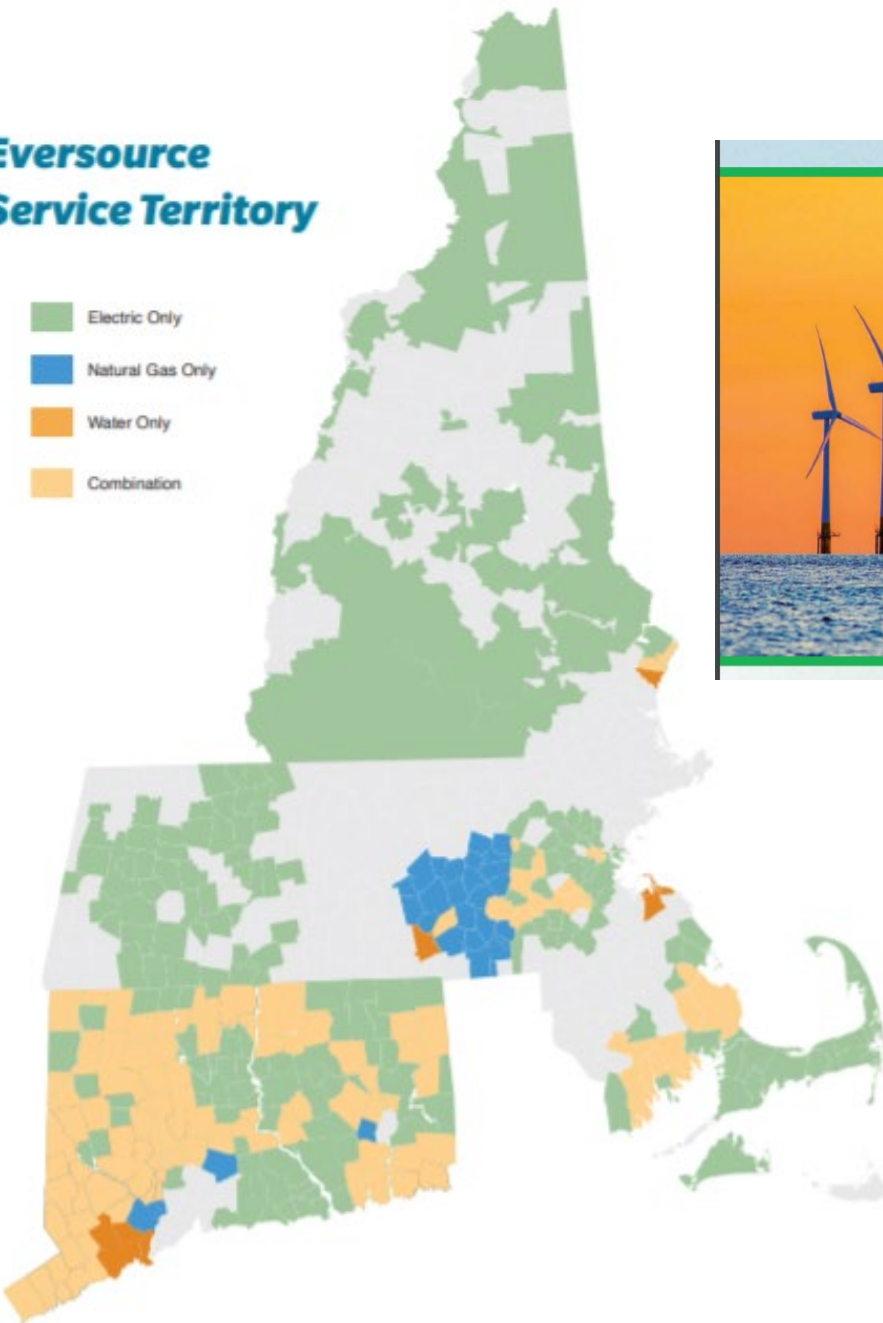 Eversource
Service Territory
Electric Only
Natural Gas Only
Water Only
Combination